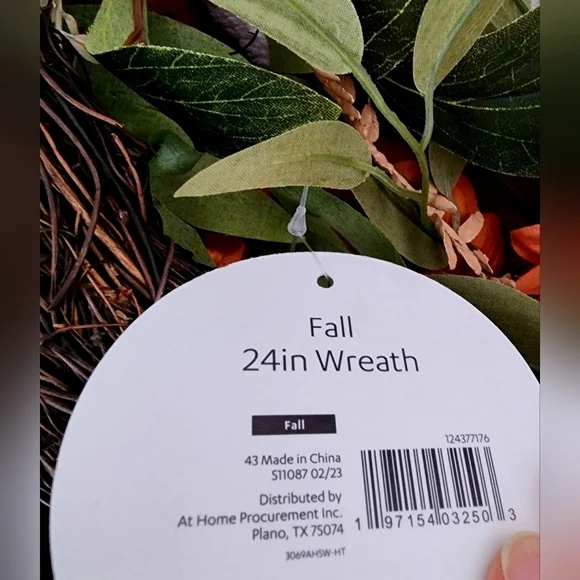 Fall
24in Wreath
Fall
124377176
43 Made in China
511087 02/23
Distributed by
At Home Procurement Inc.
Plano, TX 75074
1 97154 03250 3
3069AHSW-HT